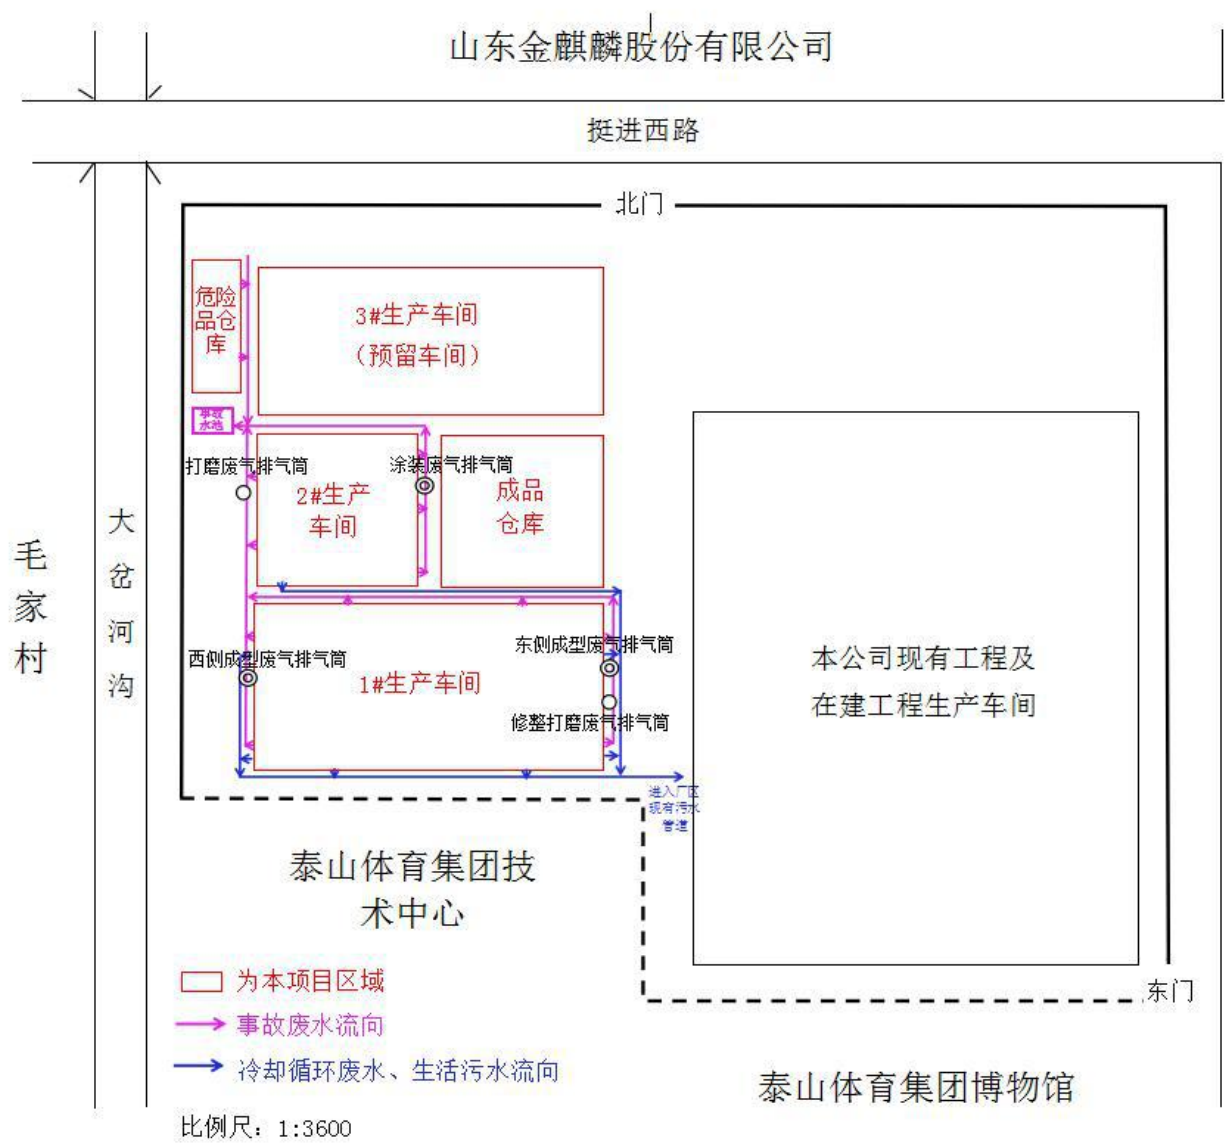 山东金麒麟股份有限公司
挺进西路
北门
危险
品仓
库
3#生产车间
（预留车间）
事故
水池
打磨废气排气筒
涂装废气排气筒
2#生产
车间
成品
仓库
毛
家
村
大
岔
河
沟
西侧成型废气排气筒
东侧成型废气排气筒
1#生产车间
修整打磨废气排气筒
本公司现有工程及
在建工程生产车间
进入厂区
现有污水
管道
泰山体育集团技
术中心
为本项目区域
事故废水流向
冷却循环废水、生活污水流向
东门
泰山体育集团博物馆
比例尺：1:3600